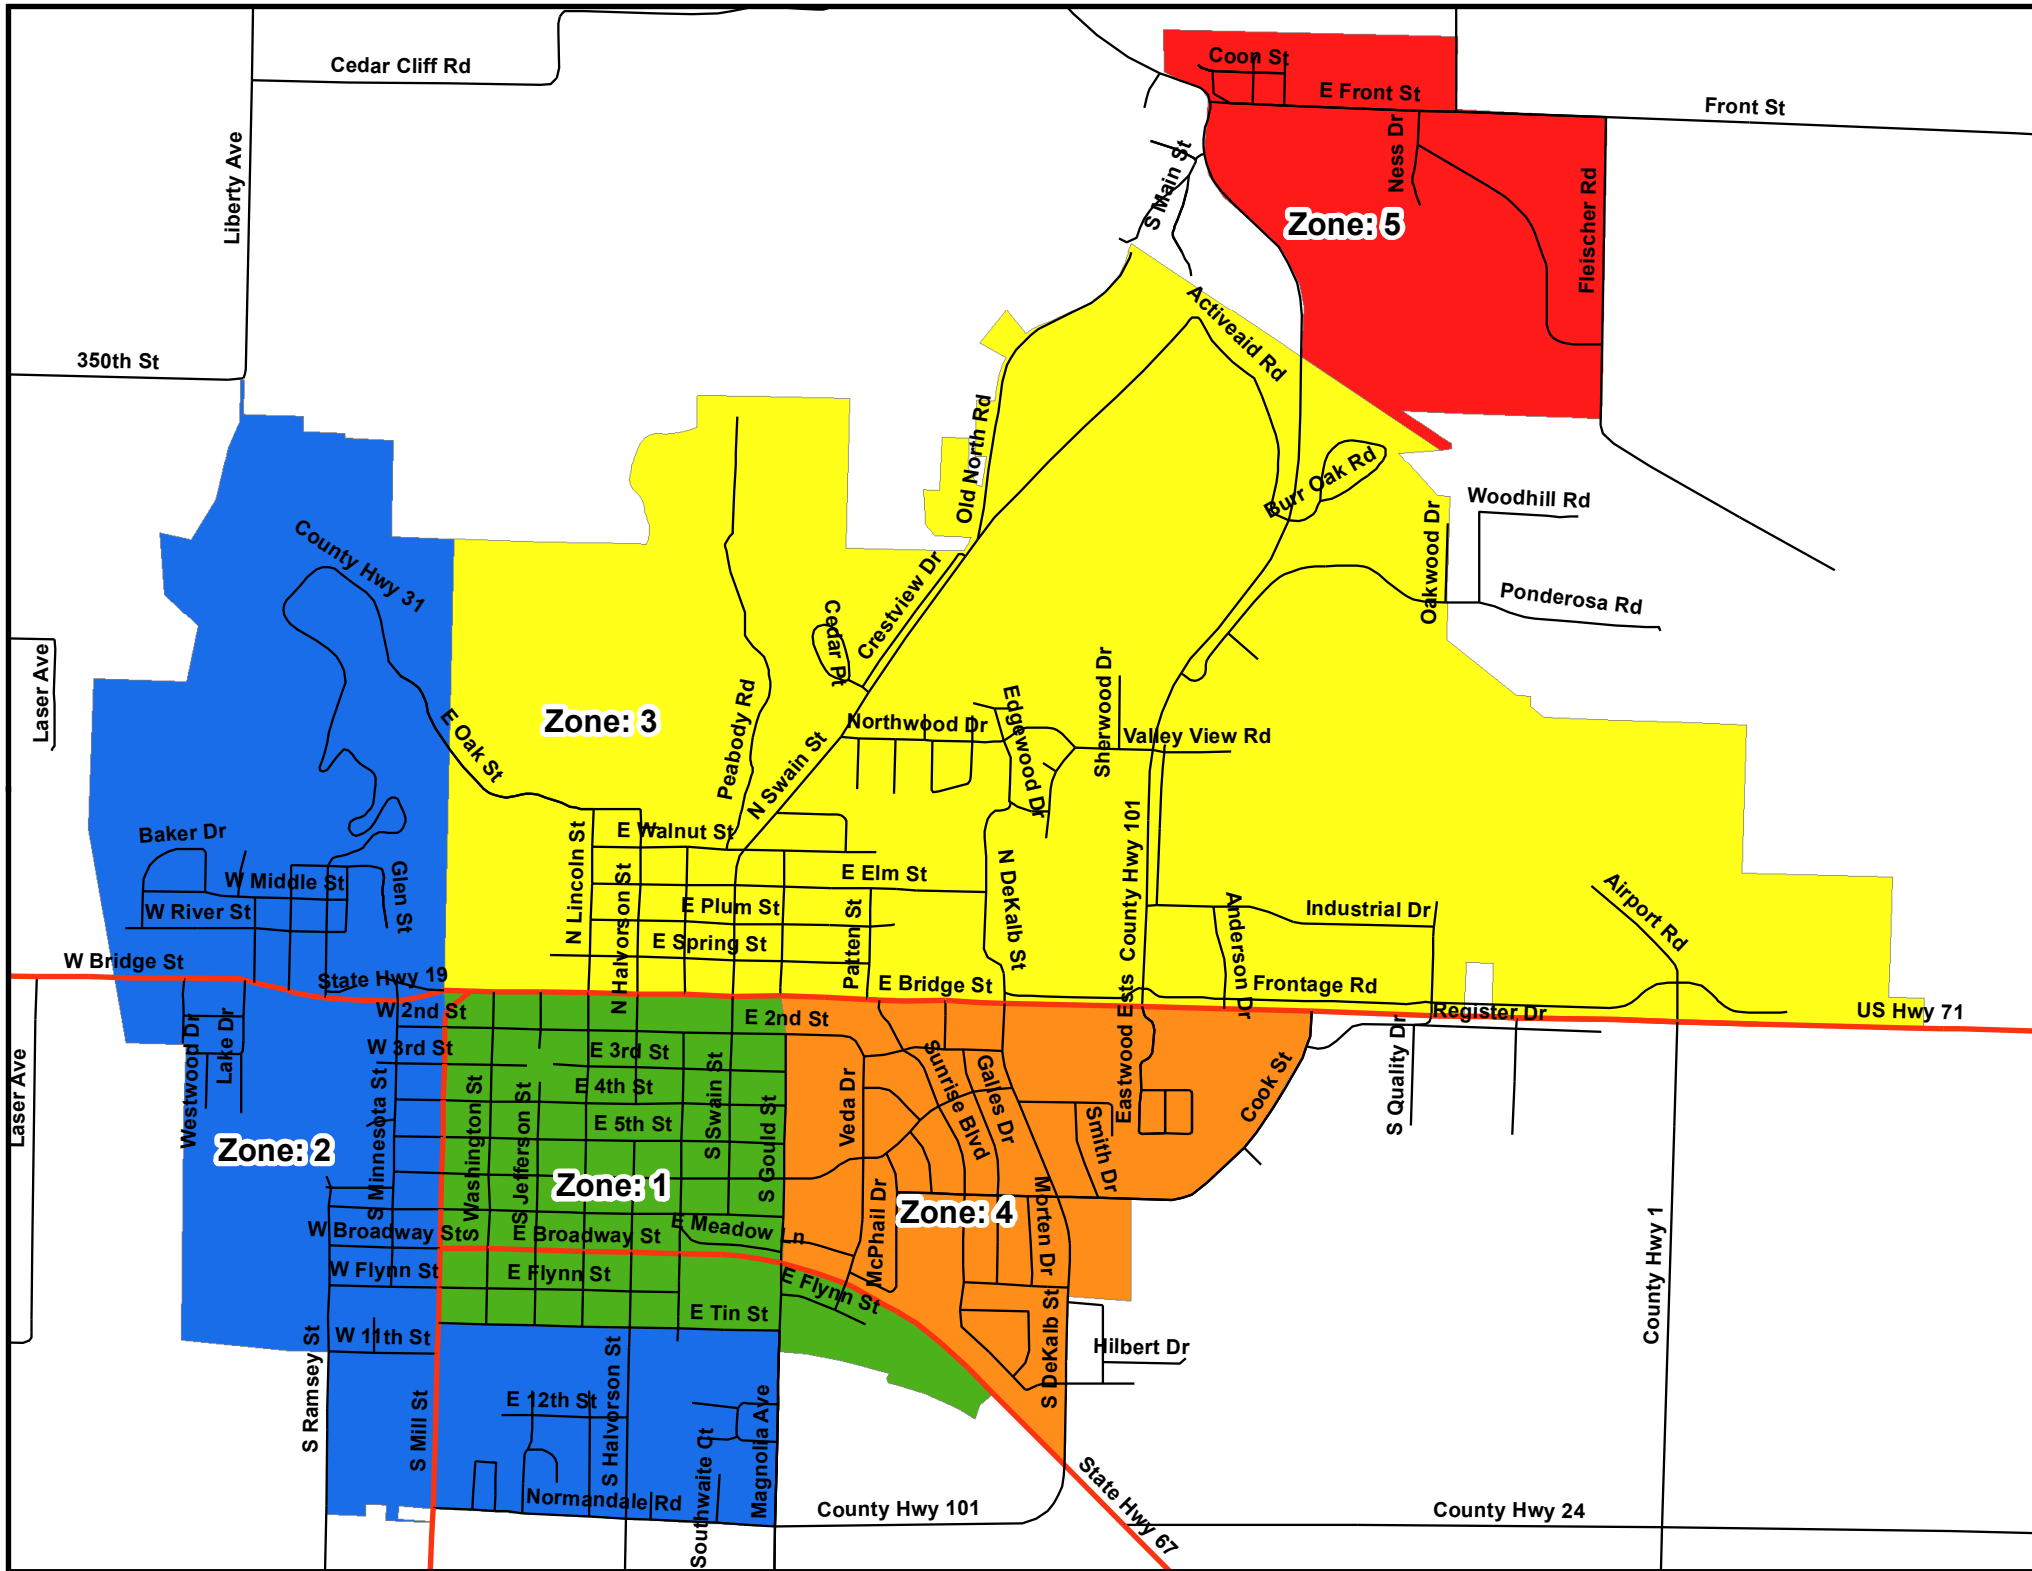 Cedar Cliff Rd
Coon St
E Front St
Front St
Liberty Ave
S Main St
Ness Dr
Fleischer Rd
Zone: 5
Activeaid Rd
350th St
Old North Rd
Burr Oak Rd
Woodhill Rd
Oakwood Dr
Ponderosa Rd
County Hwy 31
Crestview Dr
Cedar Pt
Laser Ave
E Oak St
Zone: 3
Peabody Rd
N Swain St
Northwood Dr
Edgewood Dr
Sherwood Dr
Valley View Rd
Baker Dr
E Walnut St
W Middle St
Glen St
N Lincoln St
N Halvorson St
E Elm St
N DeKalb St
County Hwy 101
W River St
E Plum St
Patten St
Anderson Dr
Industrial Dr
Airport Rd
E Spring St
W Bridge St
State Hwy 19
E Bridge St
Frontage Rd
US Hwy 71
Register Dr
W 2nd St
E 2nd St
Westwood Dr
Lake Dr
W 3rd St
E 3rd St
S Swain St
Sunrise Blvd
Galles Dr
Eastwood Ests
Cook St
S Quality Dr
Laser Ave
S Minnesota St
S Washington St
S Jefferson St
E 4th St
E 5th St
S Gould St
Veda Dr
Smith Dr
Zone: 2
Zone: 1
Zone: 4
W Broadway St
E Broadway St
E Meadow Ln
McPhail Dr
Morten Dr
W Flynn St
E Flynn St
E Flynn St
E Tin St
W 11th St
S DeKalb St
Hilbert Dr
County Hwy 1
S Ramsey St
S Mill St
E 12th St
S Halvorson St
Southwaite Ct
Magnolia Ave
Normandale Rd
County Hwy 101
State Hwy 67
County Hwy 24